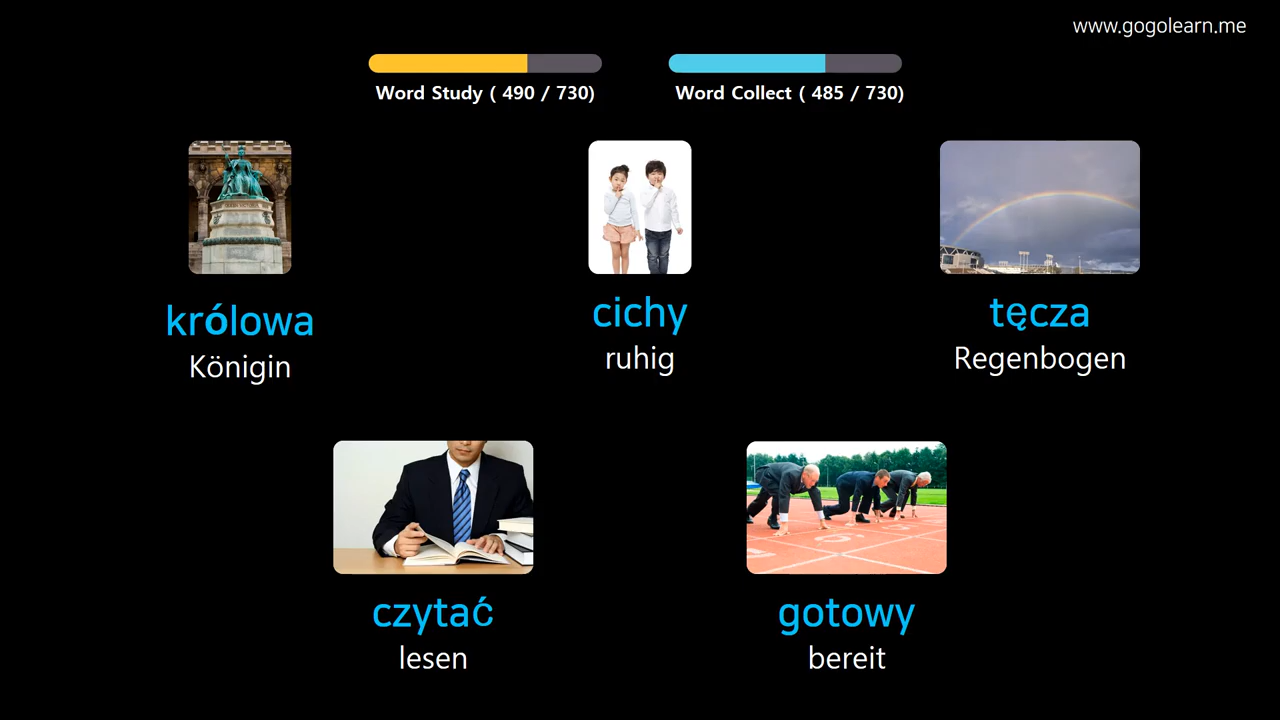 www.gogolearn.me
Word Study ( 490 / 730)
Word Collect ( 485 / 730)
królowa
Königin
cichy
ruhig
tęcza
Regenbogen
czytać
lesen
gotowy
bereit